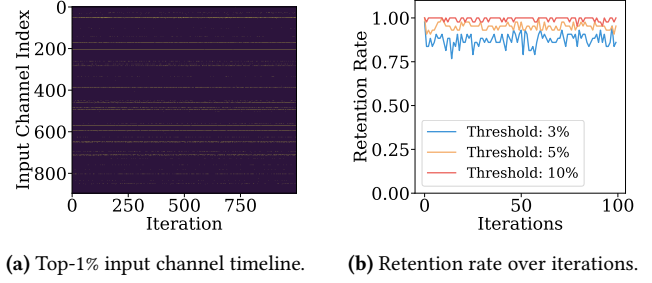 0
200
400
600
800
Input Channel Index
0
250
500
750
Iteration
1.00
0.75
0.50
0.25
0.00
Retention Rate
Threshold: 3%
Threshold: 5%
Threshold: 10%
0
50
100
Iterations
(a) Top-1% input channel timeline.
(b) Retention rate over iterations.